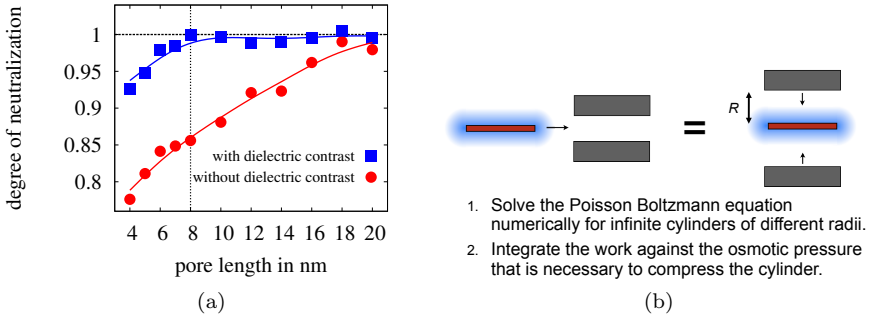 degree of neutralization
1
0.95
0.9
0.85
0.8
with dielectric contrast
without dielectric contrast
4 6 8 10 12 14 16 18 20
pore length in nm
(a)
=
R
1. Solve the Poisson Boltzmann equation
numerically for infinite cylinders of different radii.
2. Integrate the work against the osmotic pressure
that is necessary to compress the cylinder.
(b)